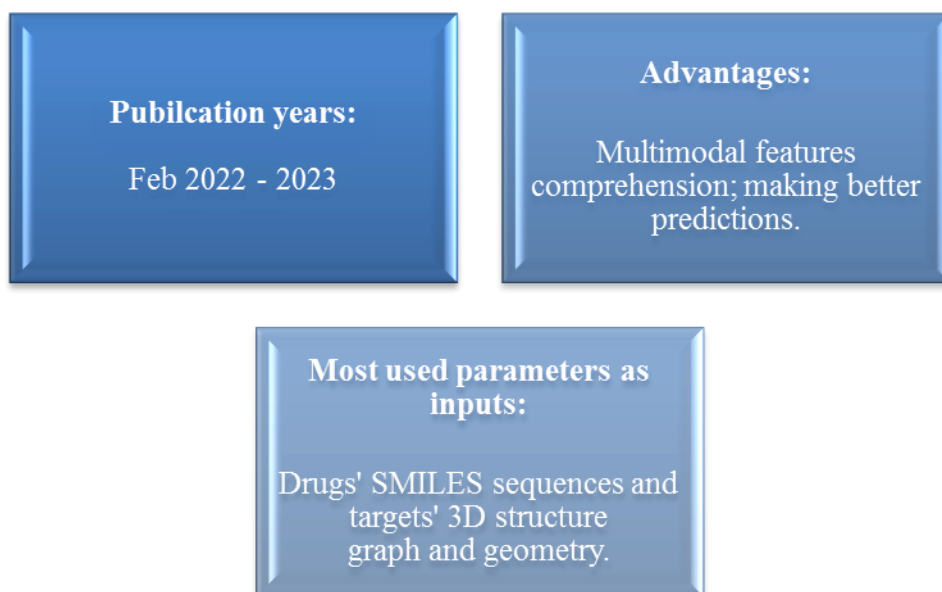 Pubilcation years:
Feb 2022 - 2023
Advantages:
Multimodal features
comprehension; making better
predictions.
Most used parameters as
inputs:
Drugs' SMILES sequences and
targets' 3D structure
graph and geometry.